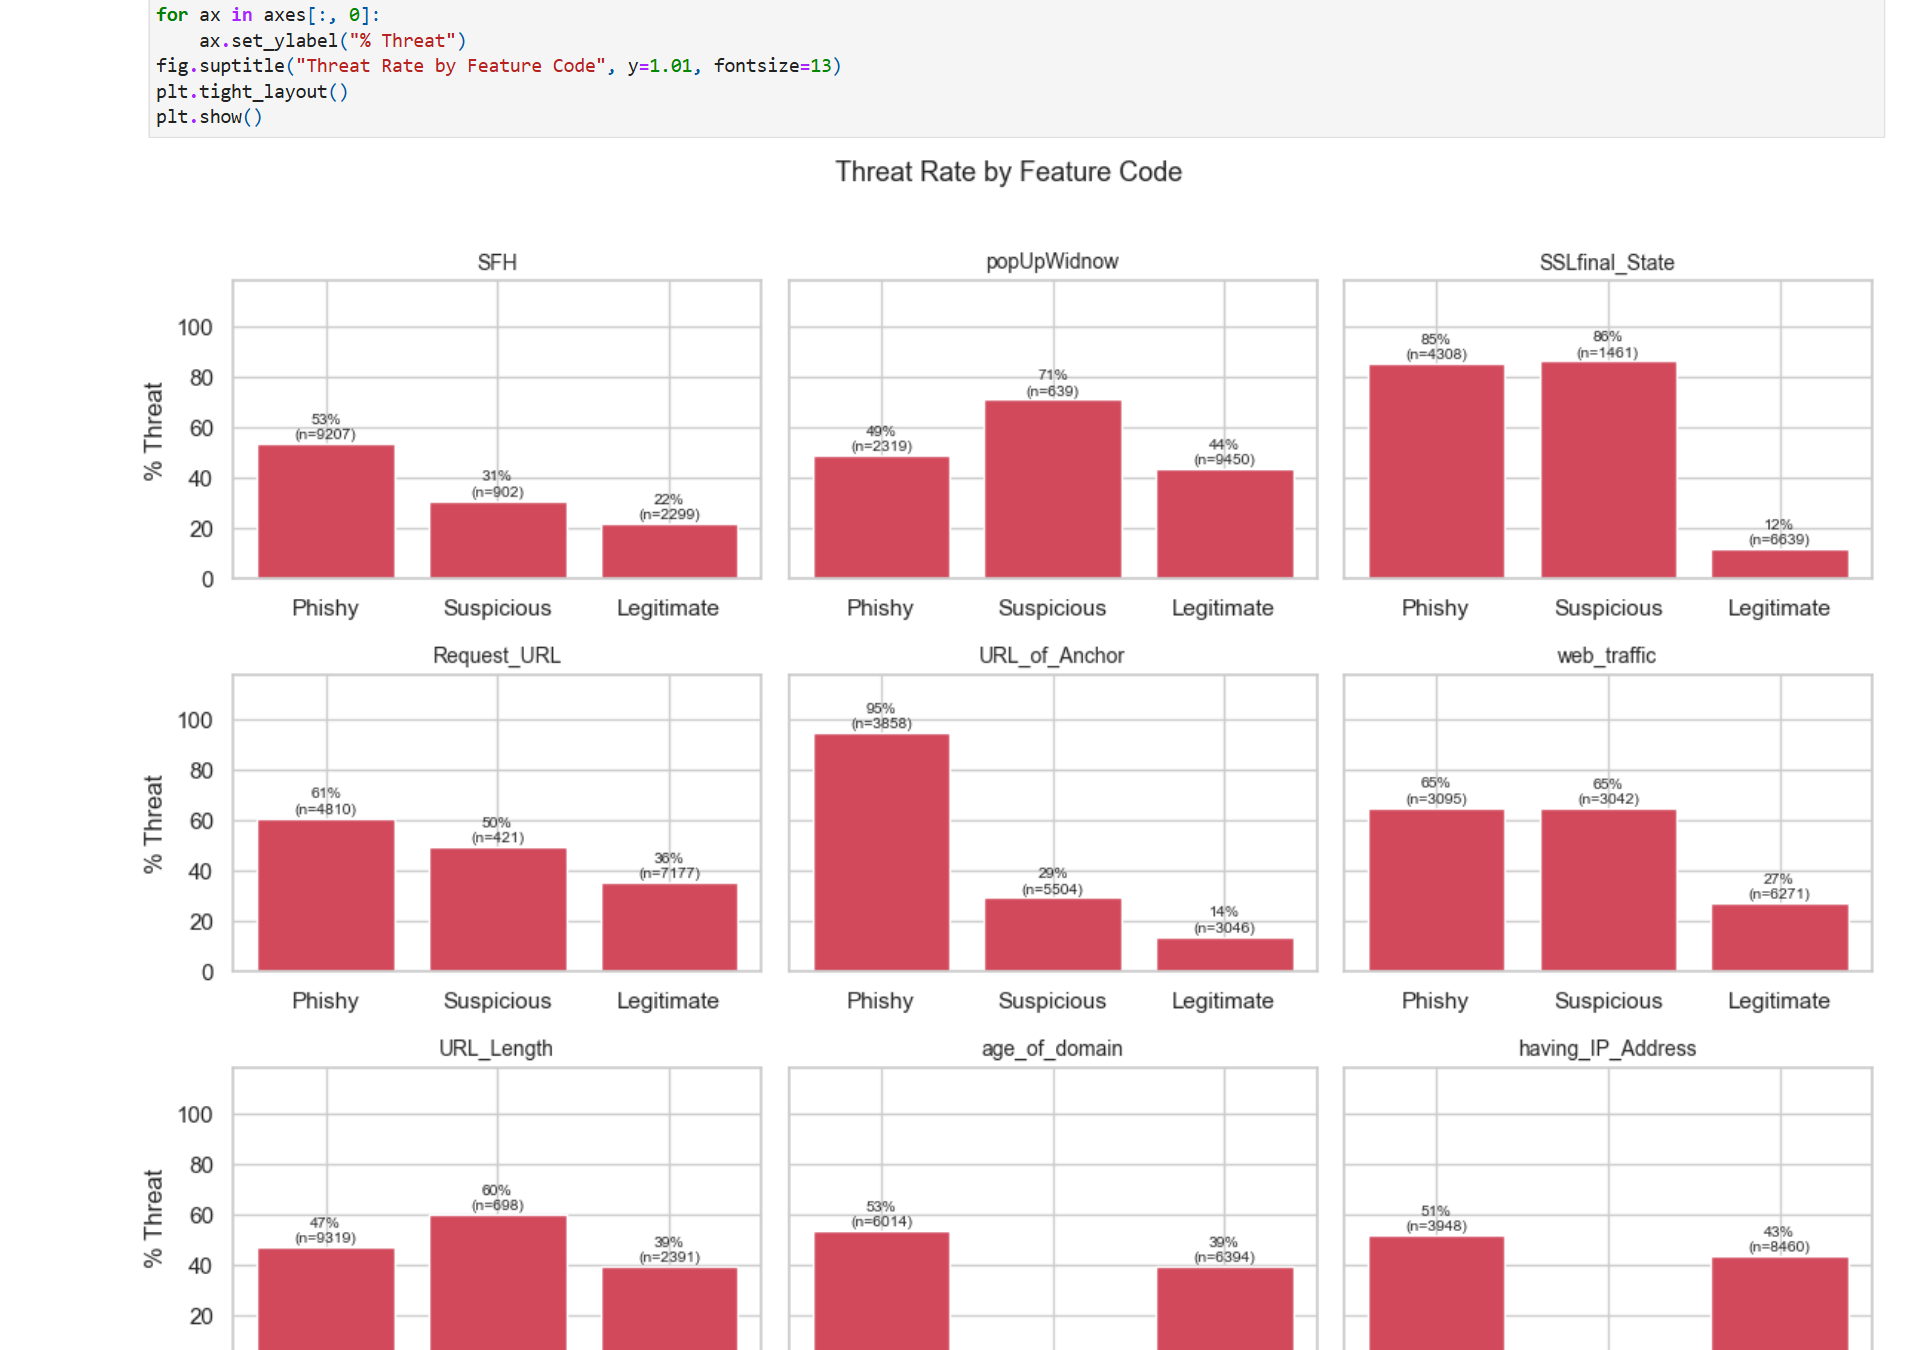 for ax in axes[:, 0]:
    ax.set_ylabel("% Threat")
fig.suptitle("Threat Rate by Feature Code", y=1.01, fontsize=13)
plt.tight_layout()
plt.show()
Threat Rate by Feature Code
SFH
% Threat
100
80
60
40
20
0
53%
(n=9207)
31%
(n=902)
22%
(n=2299)
Phishy
Suspicious
Legitimate
popUpWidnow
49%
(n=2319)
71%
(n=639)
44%
(n=9450)
Phishy
Suspicious
Legitimate
SSLfinal_State
85%
(n=4308)
86%
(n=1461)
12%
(n=6639)
Phishy
Suspicious
Legitimate
Request_URL
% Threat
100
80
60
40
20
0
61%
(n=4810)
50%
(n=421)
36%
(n=7177)
Phishy
Suspicious
Legitimate
URL_of_Anchor
95%
(n=3858)
29%
(n=5504)
14%
(n=3046)
Phishy
Suspicious
Legitimate
web_traffic
65%
(n=3095)
65%
(n=3042)
27%
(n=6271)
Phishy
Suspicious
Legitimate
URL_Length
% Threat
100
80
60
40
20
47%
(n=9319)
60%
(n=698)
39%
(n=2391)
age_of_domain
53%
(n=6014)
39%
(n=6394)
having_IP_Address
51%
(n=3948)
43%
(n=8460)